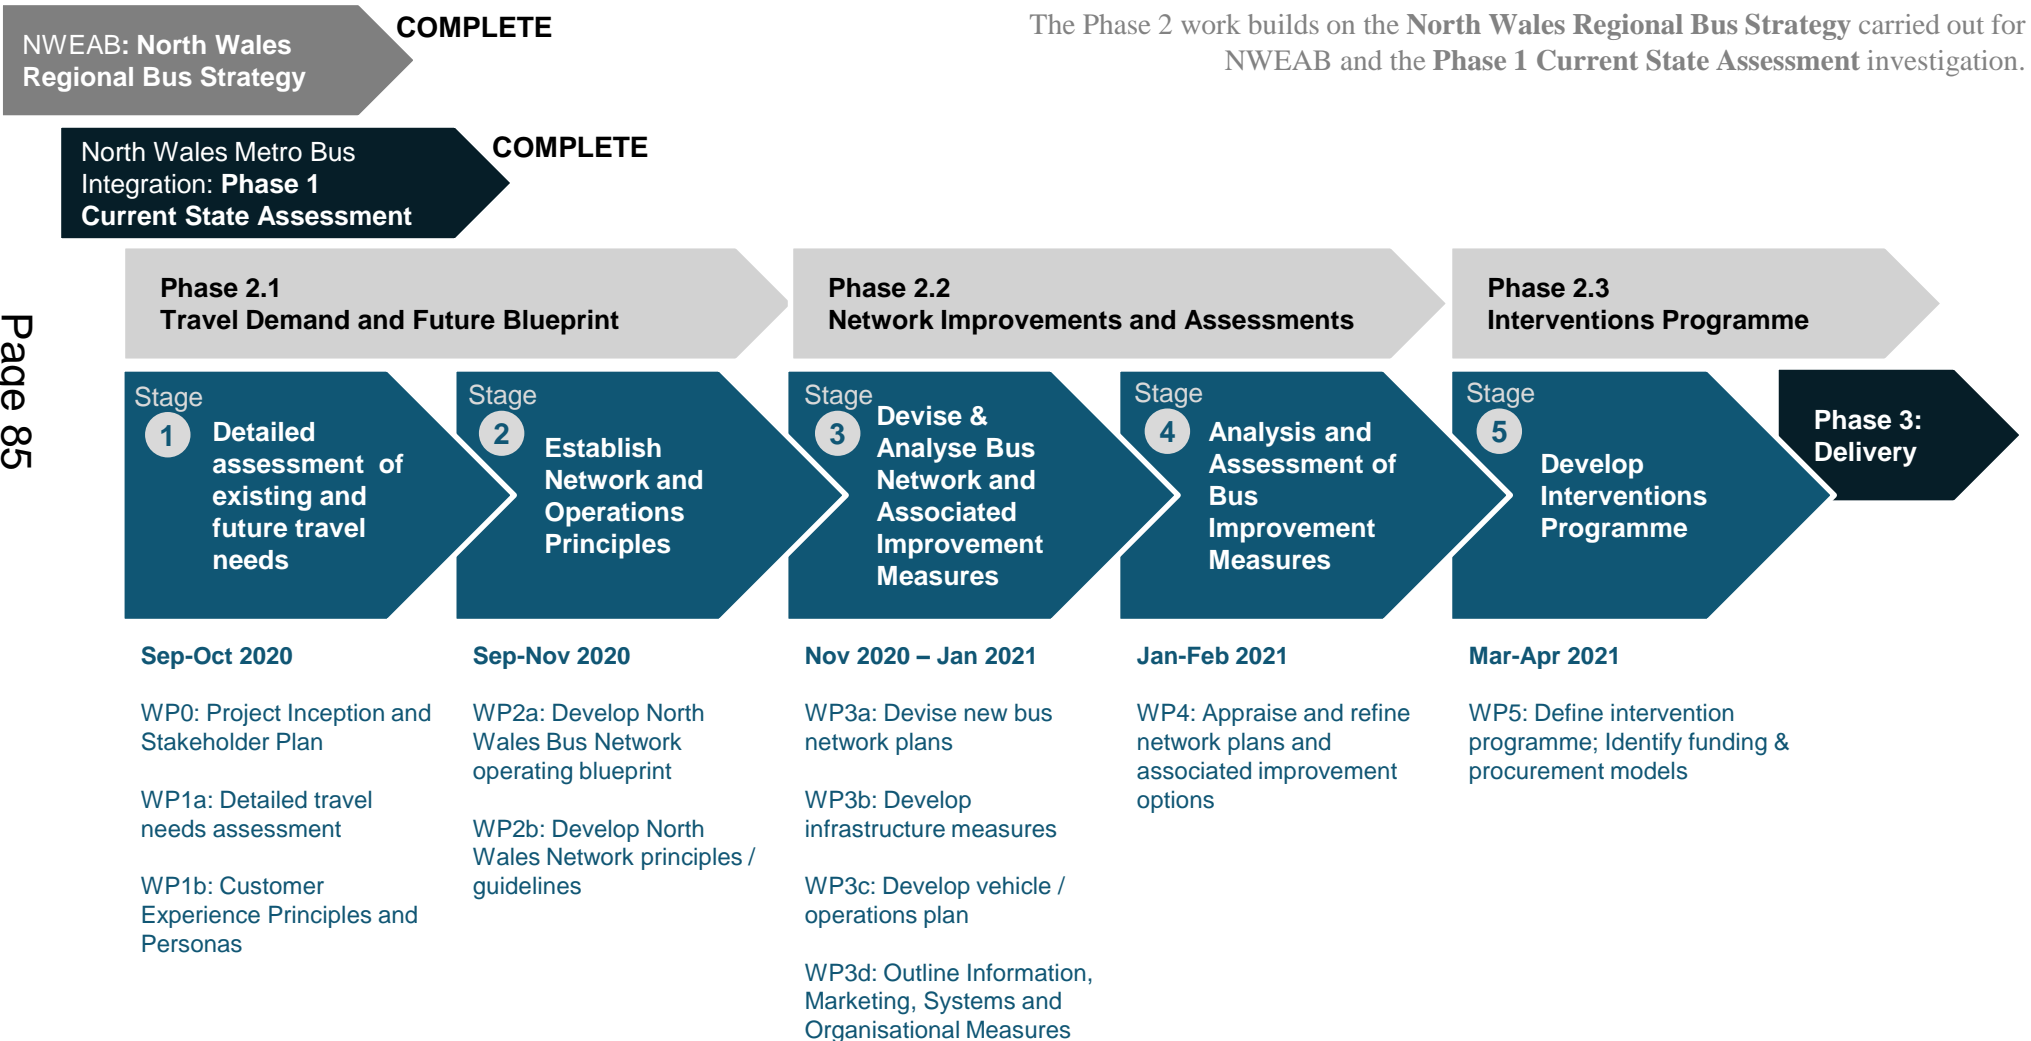 NWEAB: North Wales
Regional Bus Strategy
COMPLETE
The Phase 2 work builds on the North Wales Regional Bus Strategy carried out for
NWEAB and the Phase 1 Current State Assessment investigation.
North Wales Metro Bus
Integration: Phase 1
Current State Assessment
COMPLETE
Phase 2.1
Travel Demand and Future Blueprint
Phase 2.2
Network Improvements and Assessments
Phase 2.3
Interventions Programme
Stage
1
Detailed
assessment of
existing and
future travel
needs
Stage
2
Establish
Network and
Operations
Principles
Stage
3
Devise &
Analyse Bus
Network and
Associated
Improvement
Measures
Stage
4
Analysis and
Assessment of
Bus
Improvement
Measures
Stage
5
Develop
Interventions
Programme
Phase 3:
Delivery
Sep-Oct 2020
WP0: Project Inception and
Stakeholder Plan
WP1a: Detailed travel
needs assessment
WP1b: Customer
Experience Principles and
Personas
Sep-Nov 2020
WP2a: Develop North
Wales Bus Network
operating blueprint
WP2b: Develop North
Wales Network principles /
guidelines
Nov 2020 – Jan 2021
WP3a: Devise new bus
network plans
WP3b: Develop
infrastructure measures
WP3c: Develop vehicle /
operations plan
WP3d: Outline Information,
Marketing, Systems and
Organisational Measures
Jan-Feb 2021
WP4: Appraise and refine
network plans and
associated improvement
options
Mar-Apr 2021
WP5: Define intervention
programme; Identify funding &
procurement models
Page 85